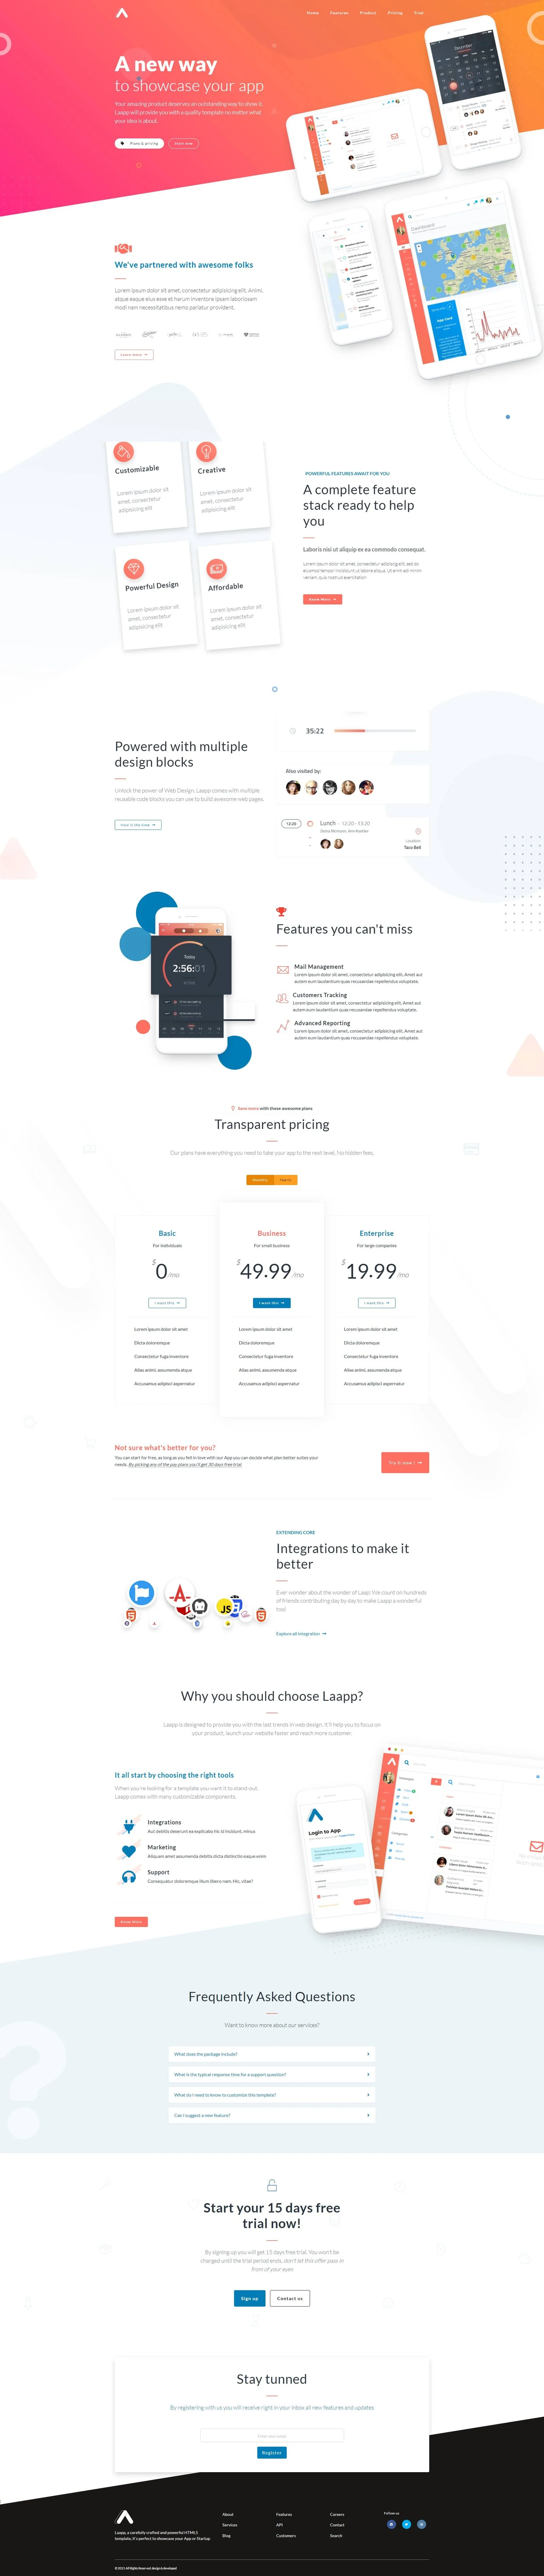 Home Features Product Pricing Trial
A new way
to showcase your app
Your amazing product deserves an outstanding way to show it.
Laapp will provide you with a quality template no matter what
your idea is about.
Plans & pricing
Start now
Dashboard
We've partnered with awesome folks
Lorem ipsum dolor sit amet, consectetur adipisicing elit. Animi,
atque eaque eius esse et harum inventore ipsam laboriosam
modi nam necessitatibus nemo pariatur provident.
Learn more
Customizable
Lorem ipsum dolor sit
amet, consectetur
adipisicing elit
Creative
Lorem ipsum dolor sit
amet, consectetur
adipisicing elit
Powerful Design
Lorem ipsum dolor sit
amet, consectetur
adipisicing elit
Affordable
Lorem ipsum dolor sit
amet, consectetur
adipisicing elit
POWERFUL FEATURES AWAIT FOR YOU
A complete feature
stack ready to help
you
Laboris nisi ut aliquip ex ea commodo consequat.
Lorem ipsum dolor sit amet, consectetur adipisicing elit, sed do
eiusmod tempor incididunt ut labore aliqua. Ut enim ad minim
veniam, quis nostrud exercitation
Know More
Powered with multiple
design blocks
Unlock the power of Web Design. Laapp comes with multiple,
reusable code blocks you can use to build awesome web pages.
Now is the time
35:22
Also visited by:
12:20
Lunch - 12:20 - 13:20
Location:
Taco Bell
Today
2:56:01
Features you can't miss
Mail Management
Lorem ipsum dolor sit amet, consectetur adipisicing elit. Amet aut
autem eum laudantium quas recusandae repellendus voluptate.
Customers Tracking
Lorem ipsum dolor sit amet, consectetur adipisicing elit. Amet aut
autem eum laudantium quas recusandae repellendus voluptate.
Advanced Reporting
Lorem ipsum dolor sit amet, consectetur adipisicing elit. Amet aut
autem eum laudantium quas recusandae repellendus voluptate.
Save more with these awesome plans
Transparent pricing
Our plans have everything you need to take your app to the next level. No hidden fees.
Monthly Yearly
Basic
For individuals
$0/mo
I want this
Lorem ipsum dolor sit amet
Dicta doloremque
Consectetur fuga inventore
Alias animi, assumenda atque
Accusamus adipisci aspernatur
Business
For small business
$49.99/mo
I want this
Lorem ipsum dolor sit amet
Dicta doloremque
Consectetur fuga inventore
Alias animi, assumenda atque
Accusamus adipisci aspernatur
Enterprise
For large companies
$19.99/mo
I want this
Lorem ipsum dolor sit amet
Dicta doloremque
Consectetur fuga inventore
Alias animi, assumenda atque
Accusamus adipisci aspernatur
Not sure what's better for you?
You can start for free, as long as you fell in love with our App you can decide what plan better suites your
needs. By picking any of the pay plans you'll get 30 days free trial.
Try it now !
EXTENDING CORE
Integrations to make it
better
Ever wonder about the wonder of Laap We count on hundreds
of friends contributing day by day to make Laapp a wonderful
tool
Explore all integration
JS
Why you should choose Laapp?
Laapp is designed to provide you with the last trends in web design. It'll help you to focus on
your product, launch your website faster and reach more customer.
It all start by choosing the right tools
When you're looking for a template you want it to stand-out.
Laapp comes with many customizable components.
Integrations
Aut debitis deserunt ea explicabo hic id incidunt, minus
Marketing
Aliquam animi assumenda debitis dicta distinctio eaque enim
Support
Consequatur doloremque illum libero nam. Hic, vitae?
Know More
Login to App
Frequently Asked Questions
Want to know more about our services?
What does the package include?
What is the typical response time for a support question?
What do I need to know to customize this template?
Can I suggest a new feature?
Start your 15 days free
trial now!
By signing up you will get 15 days free trial. You won't be
charged until the trial period ends, don't let this offer pass in
front of your eyes
Sign up
Contact us
Stay tunned
By registering with us you will receive right in your inbox all new features and updates
Enter your email
Register
Laapp, a carefully crafted and powerful HTML5
template, it's perfect to showcase your App or Startup
About
Services
Blog
Features
API
Customers
Careers
Contact
Search
Follow us
© 2021 All Rights Reserved. design & developed